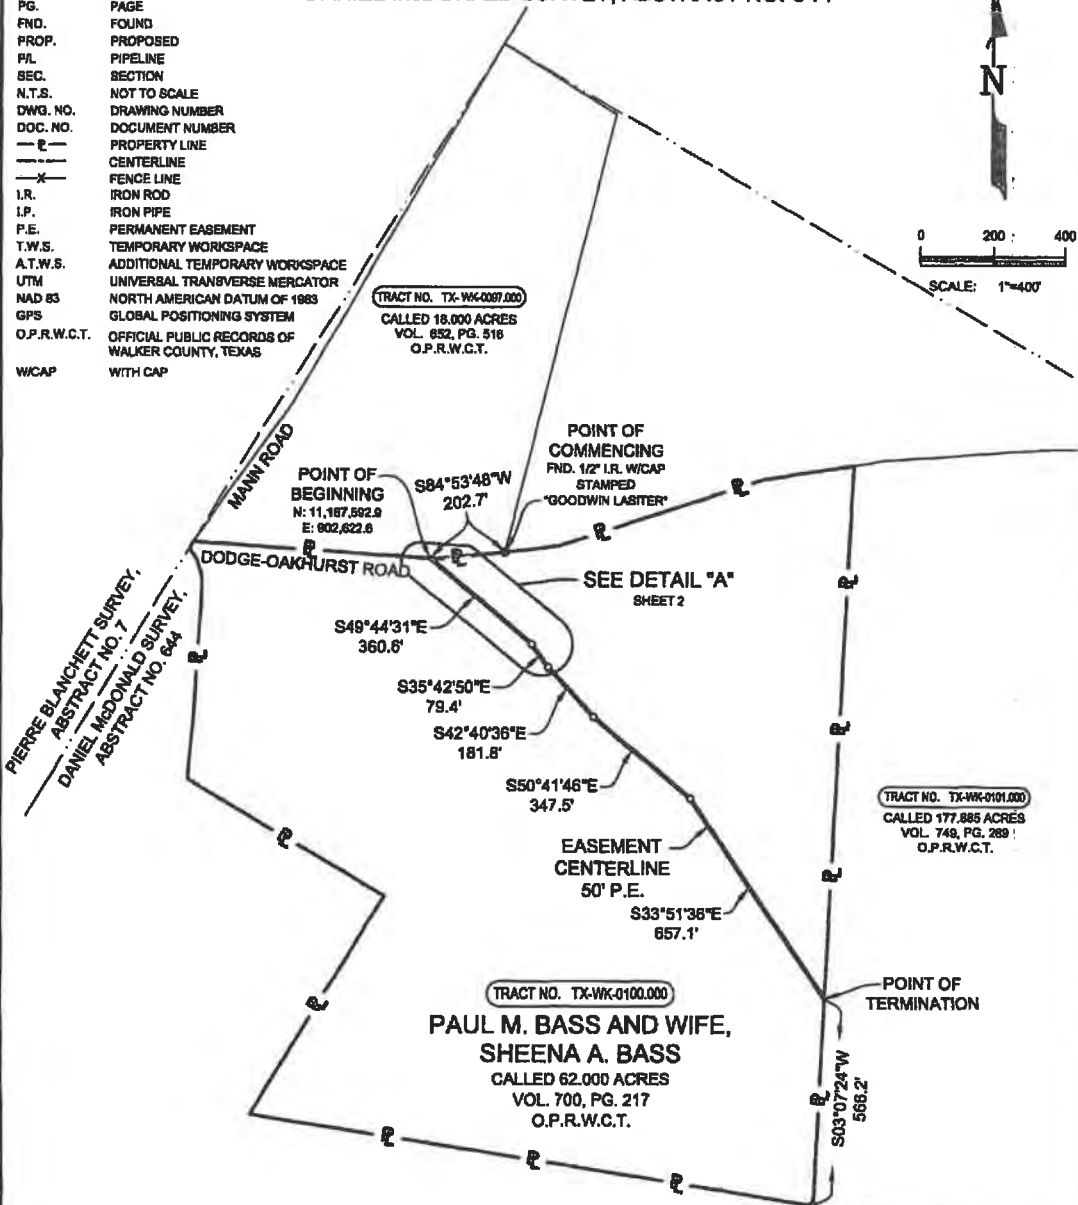 PG. PAGE
FND. FOUND
PROP. PROPOSED
P/L PIPELINE
SEC. SECTION
N.T.S. NOT TO SCALE
DWG. NO. DRAWING NUMBER
DOC. NO. DOCUMENT NUMBER
PROPERTY LINE
CENTERLINE
X FENCE LINE
I.R. IRON ROD
I.P. IRON PIPE
P.E. PERMANENT EASEMENT
T.W.S. TEMPORARY WORKSPACE
A.T.W.S. ADDITIONAL TEMPORARY WORKSPACE
UTM UNIVERSAL TRANSVERSE MERCATOR
NAD 83 NORTH AMERICAN DATUM OF 1983
GPS GLOBAL POSITIONING SYSTEM
O.P.R.W.C.T. OFFICIAL PUBLIC RECORDS OF
WALKER COUNTY, TEXAS
W/CAP WITH CAP
N
0 200 400
SCALE: 1"=400'
TRACT NO. TX-WK-0097.000
CALLED 18.000 ACRES
VOL. 652, PG. 516
O.P.R.W.C.T.
MANN ROAD
POINT OF
COMMENCING
FND. 1/2" I.R. W/CAP
STAMPED
"GOODWIN LASITER"
POINT OF
BEGINNING
N: 11,187,592.9
E: 902,622.6
S84°53'48"W
202.7'
DODGE-OAKHURST ROAD
SEE DETAIL "A"
SHEET 2
PIERRE BLANCHETT SURVEY,
ABSTRACT NO. 7
DANIEL McDONALD SURVEY,
ABSTRACT NO. 644
S49°44'31"E
360.6'
S35°42'50"E
79.4'
S42°40'36"E
181.8'
S50°41'46"E
347.5'
EASEMENT
CENTERLINE
50' P.E.
S33°51'36"E
657.1'
TRACT NO. TX-WK-0101.000
CALLED 177.885 ACRES
VOL. 749, PG. 269
O.P.R.W.C.T.
POINT OF
TERMINATION
TRACT NO. TX-WK-0100.000
PAUL M. BASS AND WIFE,
SHEENA A. BASS
CALLED 62.000 ACRES
VOL. 700, PG. 217
O.P.R.W.C.T.
S03°07'24"W
568.2'